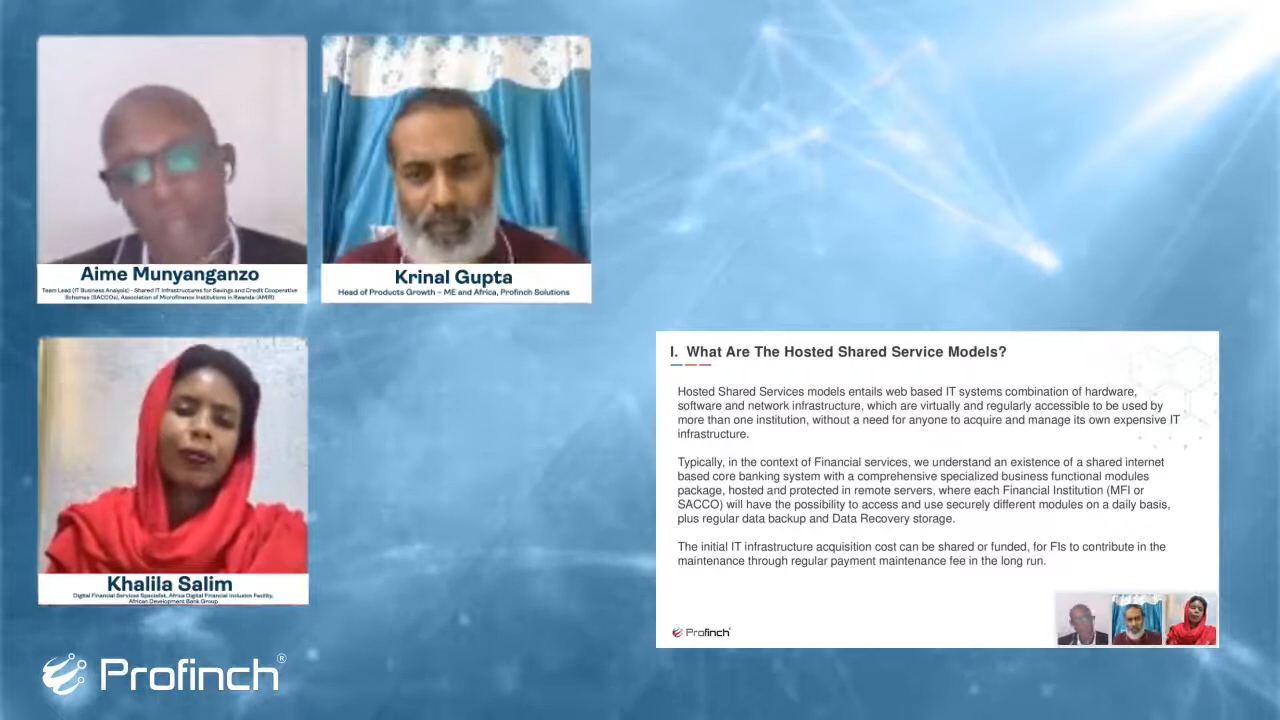 Aime Munyanganzo
Team Lead (IT Business Analysis) - Shared IT Infrastructures for Savings and Credit Cooperative
Schemes (SACCOs), Association of Microfinance Institutions in Rwanda (AMIR)
Krinal Gupta
Head of Products Growth – ME and Africa, Profinch Solutions
Khalila Salim
Digital Financial Services Specialist, Africa Digital Financial Inclusion Facility,
African Development Bank Group
Profinch®
I. What Are The Hosted Shared Service Models?
Hosted Shared Services models entails web based IT systems combination of hardware,
software and network infrastructure, which are virtually and regularly accessible to be used by
more than one institution, without a need for anyone to acquire and manage its own expensive IT
infrastructure.
Typically, in the context of Financial services, we understand an existence of a shared internet
based core banking system with a comprehensive specialized business functional modules
package, hosted and protected in remote servers, where each Financial Institution (MFI or
SACCO) will have the possibility to access and use securely different modules on a daily basis,
plus regular data backup and Data Recovery storage.
The initial IT infrastructure acquisition cost can be shared or funded, for FIs to contribute in the
maintenance through regular payment maintenance fee in the long run.
Profinch